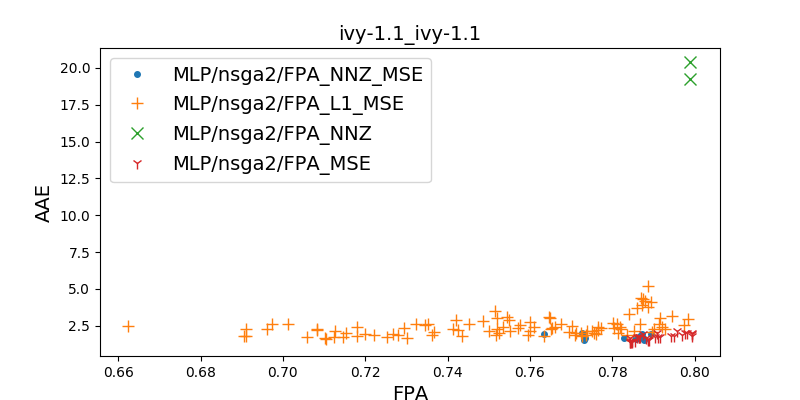 ivy-1.1_ivy-1.1
MLP/nsga2/FPA_NNZ_MSE
MLP/nsga2/FPA_L1_MSE
MLP/nsga2/FPA_NNZ
MLP/nsga2/FPA_MSE
AAE
20.0
17.5
15.0
12.5
10.0
7.5
5.0
2.5
0.66 0.68 0.70 0.72 0.74 0.76 0.78 0.80
FPA